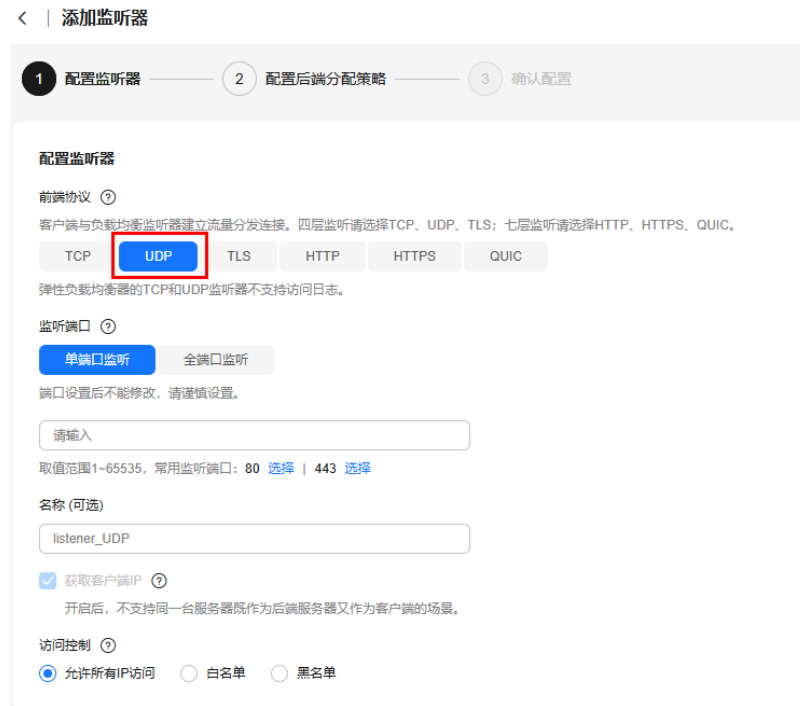 添加监听器
1 配置监听器 2 配置后端分配策略 3 确认配置
配置监听器
前端协议 ?
客户端与负载均衡监听器建立流量分发连接。四层监听请选择TCP、UDP、TLS；七层监听请选择HTTP、HTTPS、QUIC。
TCP UDP TLS HTTP HTTPS QUIC
弹性负载均衡器的TCP和UDP监听器不支持访问日志。
监听端口 ?
单端口监听 全端口监听
端口设置后不能修改，请谨慎设置。
请输入
取值范围1~65535，常用监听端口：80 选择 | 443 选择
名称 (可选)
listener_UDP
获取客户端IP ?
开启后，不支持同一台服务器既作为后端服务器又作为客户端的场景。
访问控制 ?
允许所有IP访问 白名单 黑名单